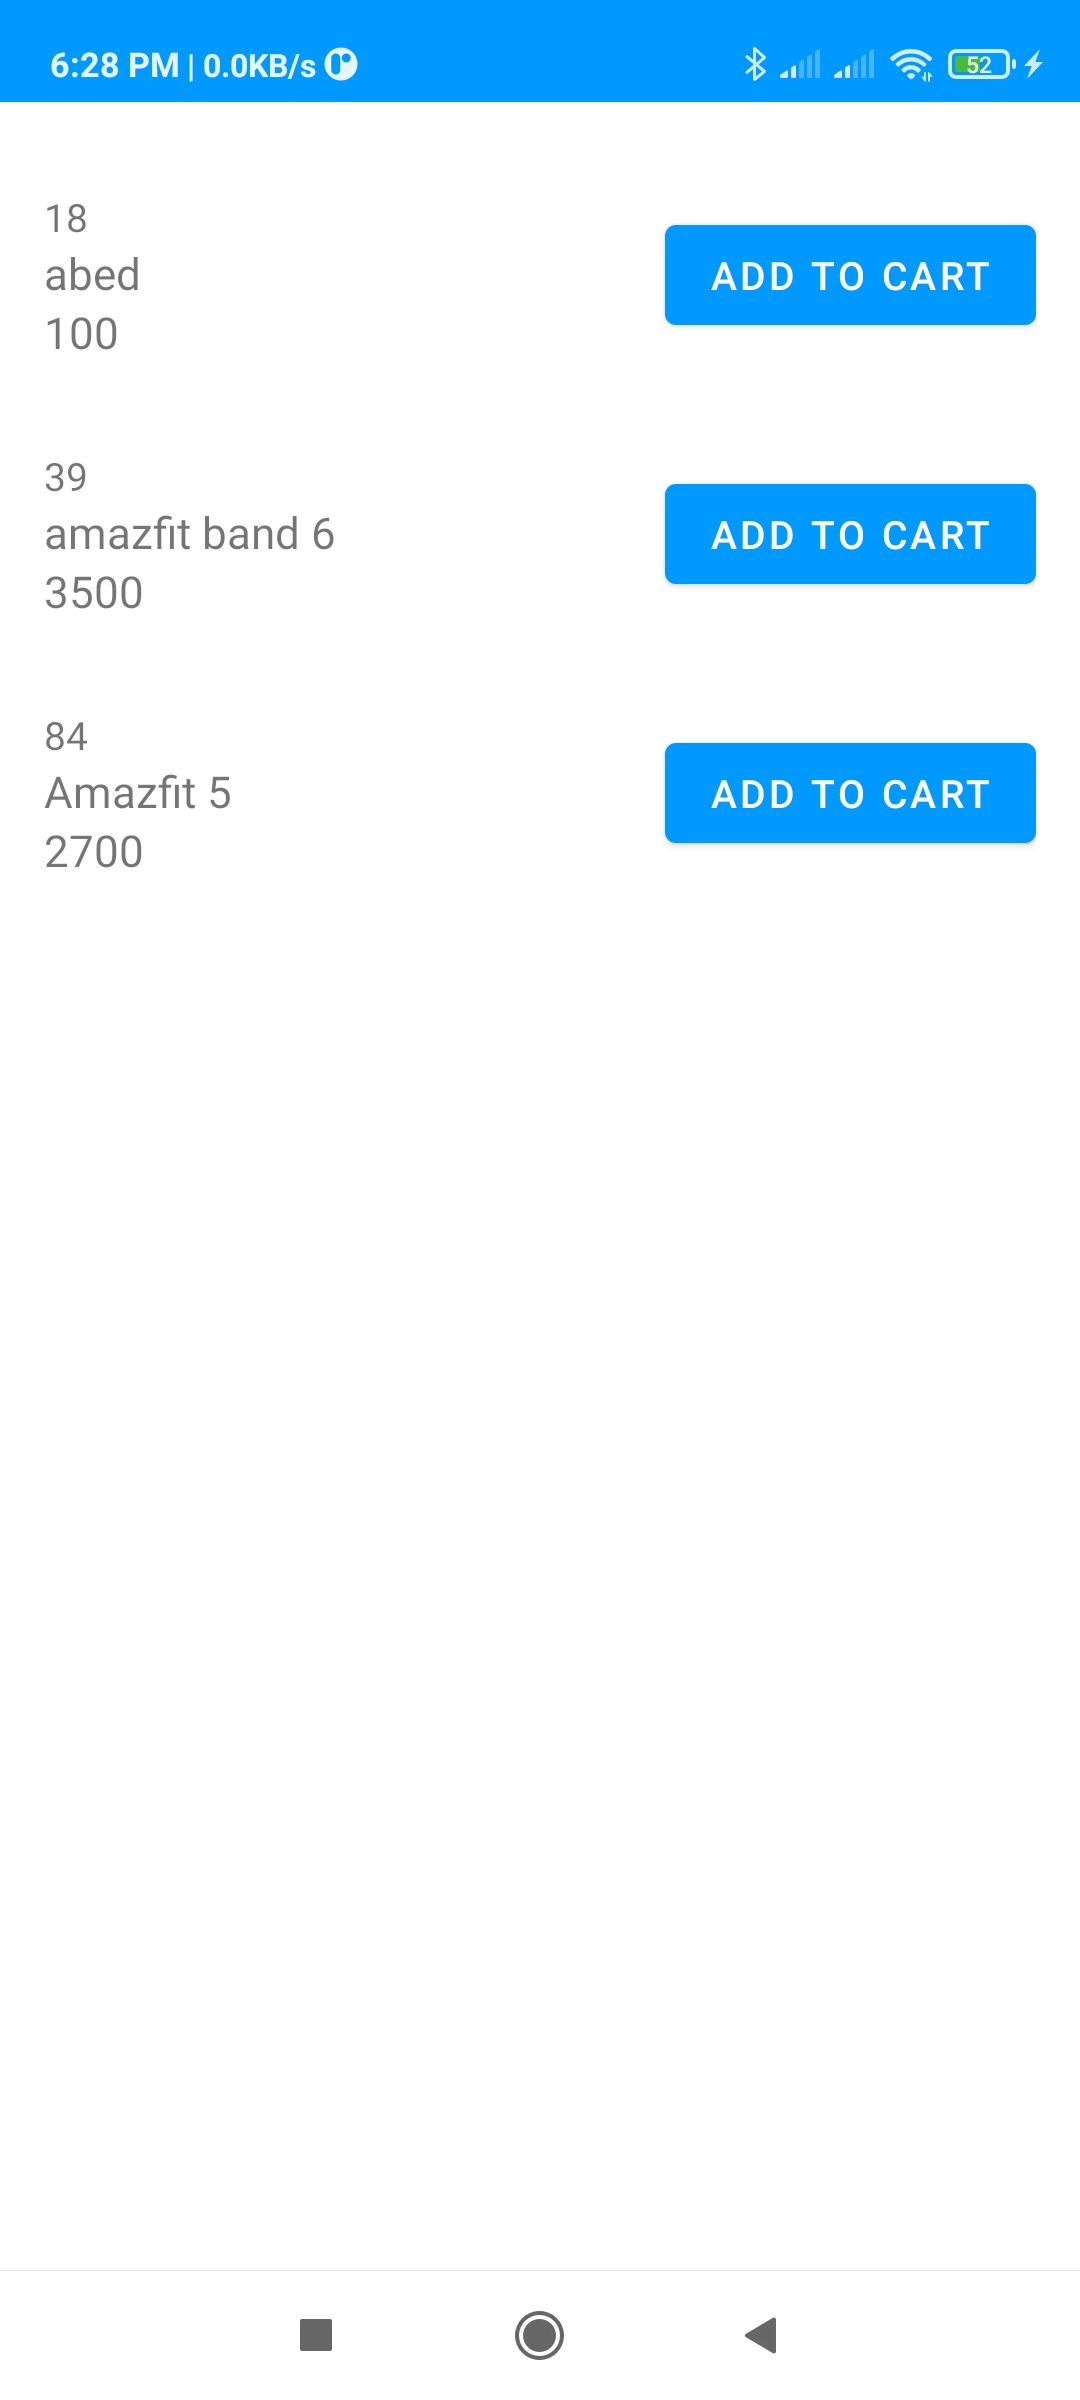 6:28 PM | 0.0KB/s 52
18
abed
100
ADD TO CART
39
amazfit band 6
3500
ADD TO CART
84
Amazfit 5
2700
ADD TO CART